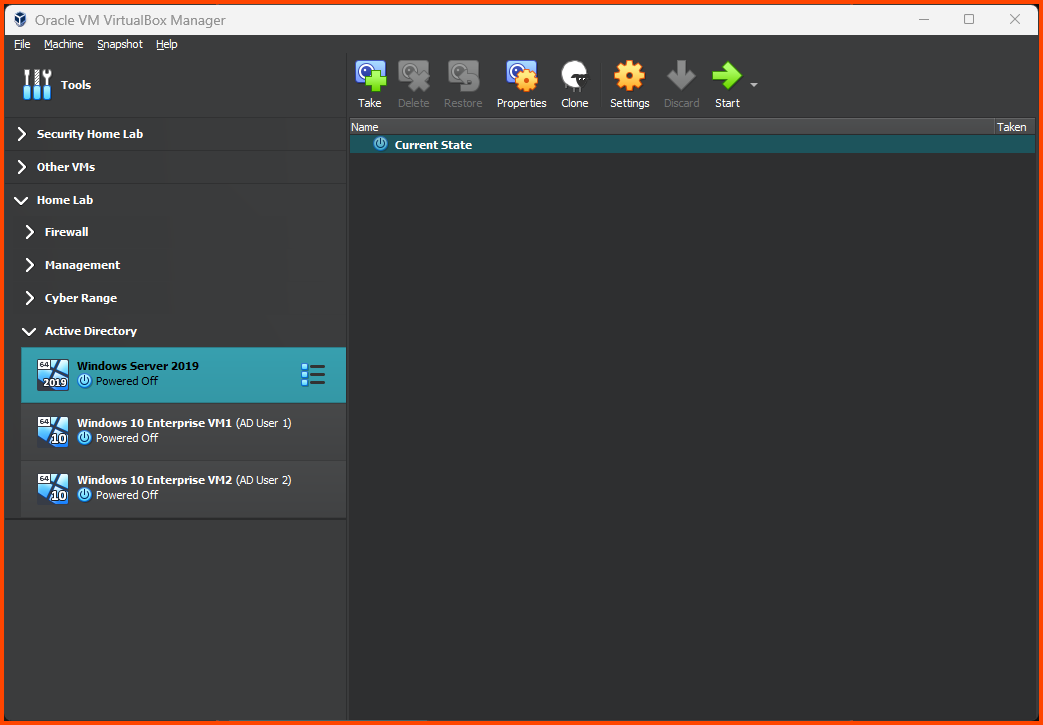 Oracle VM VirtualBox Manager
File Machine Snapshot Help
Tools
Take Delete Restore Properties Clone Settings Discard Start
Security Home Lab
Other VMs
Home Lab
Firewall
Management
Cyber Range
Active Directory
64 2019 Windows Server 2019
Powered Off
64 10 Windows 10 Enterprise VM1 (AD User 1)
Powered Off
64 10 Windows 10 Enterprise VM2 (AD User 2)
Powered Off
Name Taken
Current State